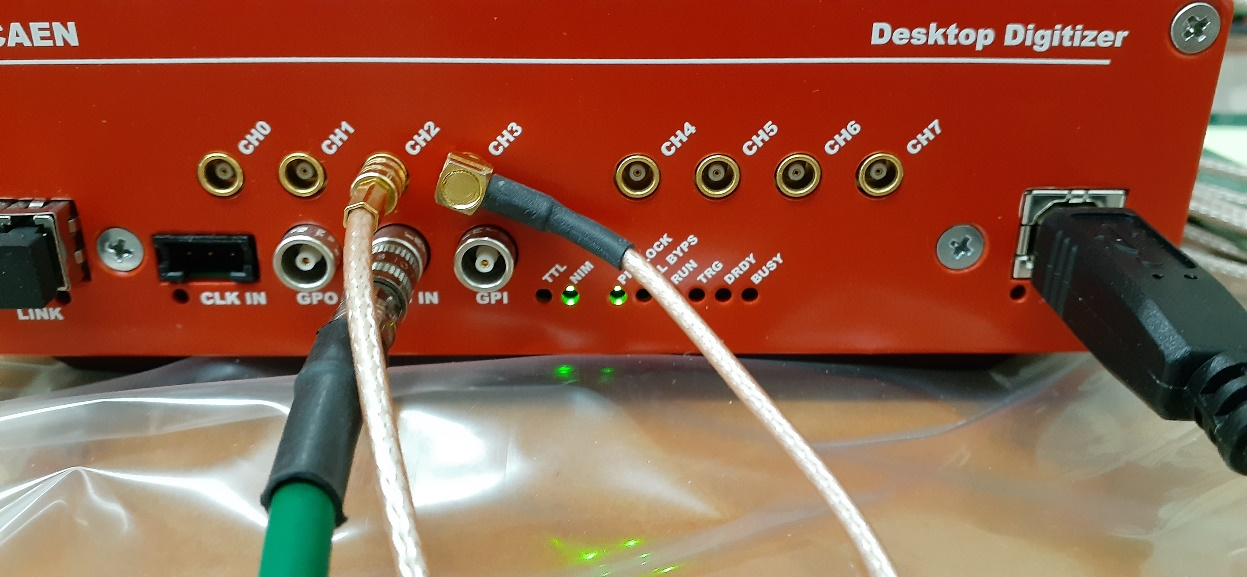 CAEN Desktop Digitizer
CH0 CH1 CH2 CH3 CH4 CH5 CH6 CH7
LINK CLK IN GPO IN GPI TTL NIM LOCK BYPS RUN TRG DRDY BUSY